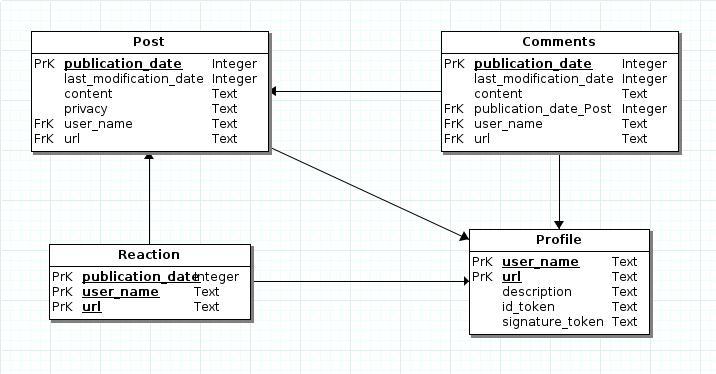 Post
PrK publication_date Integer
last_modification_date Integer
content Text
privacy Text
FrK user_name Text
FrK url Text
Comments
PrK publication_date Integer
last_modification_date Integer
content Text
FrK publication_date_Post Integer
FrK user_name Text
FrK url Text
Reaction
PrK publication_date Integer
PrK user_name Text
PrK url Text
Profile
PrK user_name Text
PrK url Text
description Text
id_token Text
signature_token Text